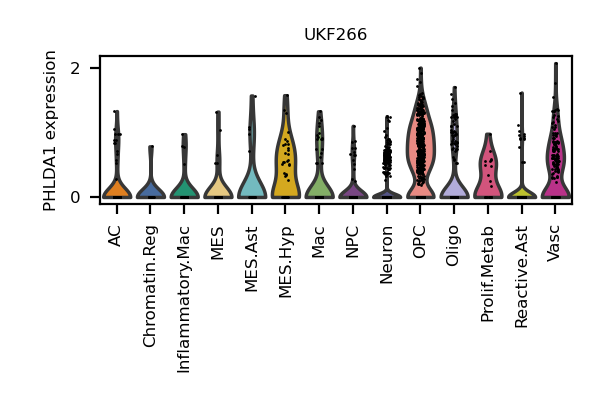 UKF266
PHLDA1 expression
2
0
AC
Chromatin.Reg
Inflammatory.Mac
MES
MES.Ast
MES.Hyp
Mac
NPC
Neuron
OPC
Oligo
Prolif.Metab
Reactive.Ast
Vasc